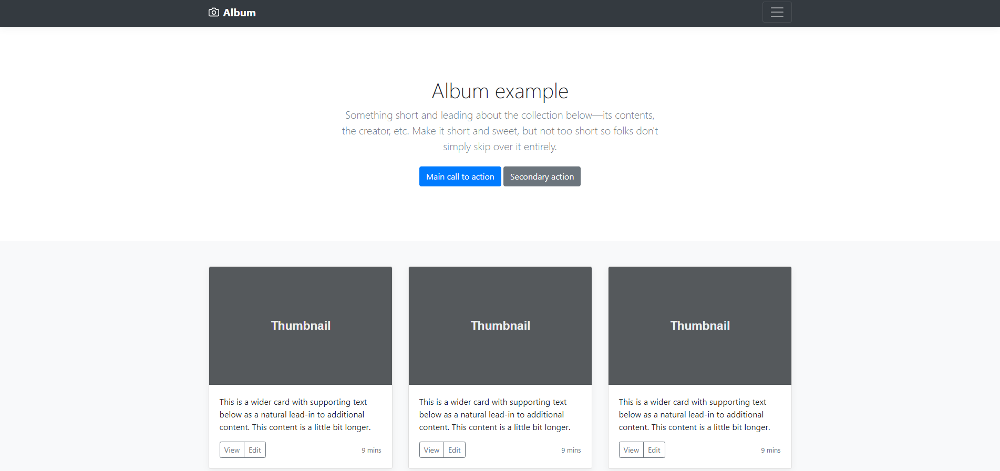 Album
Album example
Something short and leading about the collection below—its contents,
the creator, etc. Make it short and sweet, but not too short so folks don't
simply skip over it entirely.
Main call to action
Secondary action
Thumbnail
This is a wider card with supporting text
below as a natural lead-in to additional
content. This content is a little bit longer.
View
Edit
9 mins
Thumbnail
This is a wider card with supporting text
below as a natural lead-in to additional
content. This content is a little bit longer.
View
Edit
9 mins
Thumbnail
This is a wider card with supporting text
below as a natural lead-in to additional
content. This content is a little bit longer.
View
Edit
9 mins